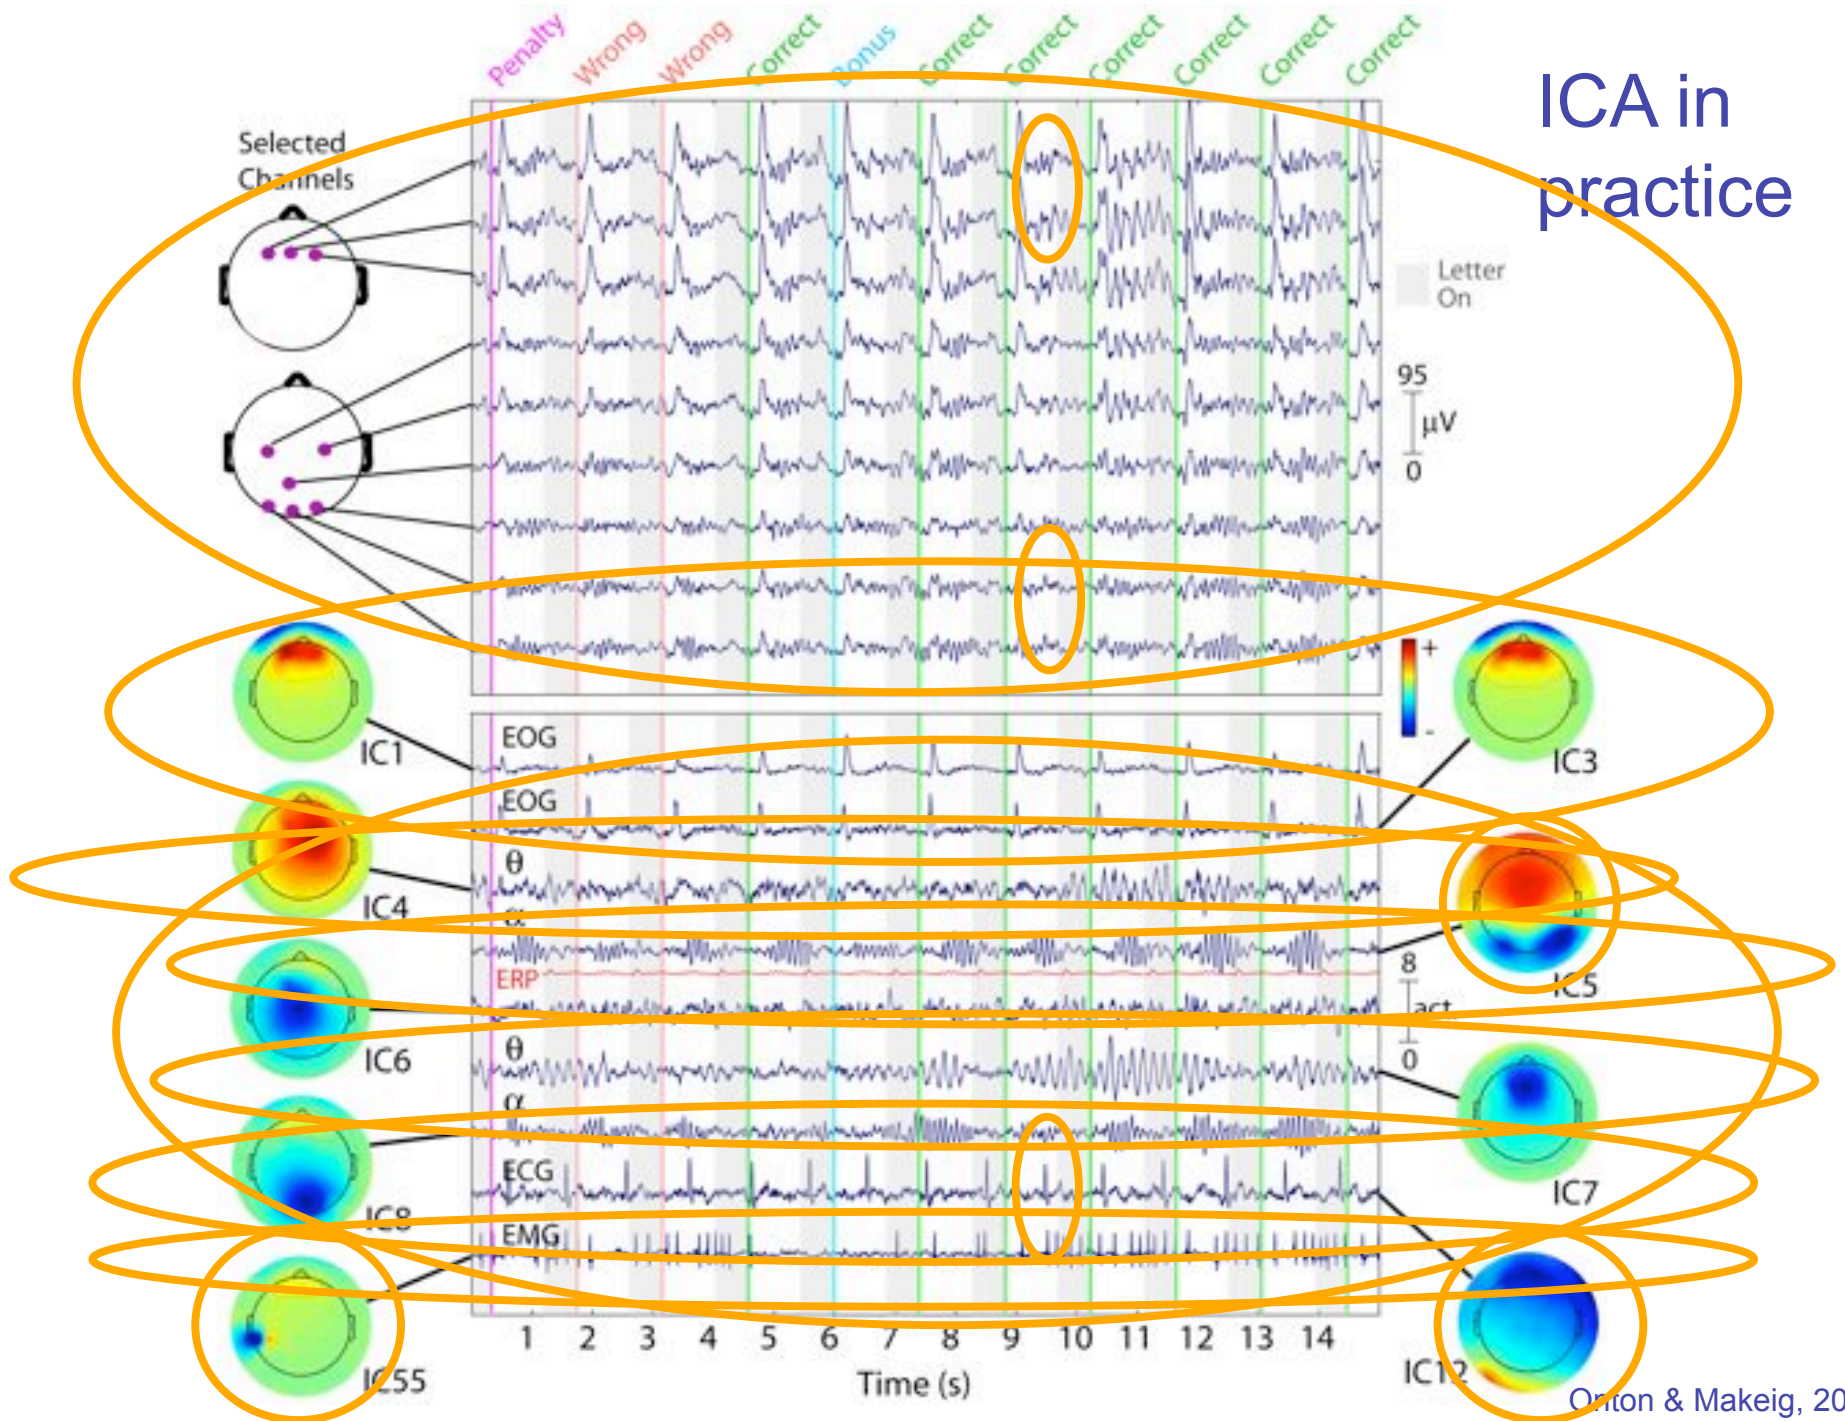 Penalty
Wrong
Wrong
Correct
Bonus
Correct
Correct
Correct
Correct
Correct
Correct
ICA in
practice
Selected
Channels
Letter
On
95
μV
0
+
-
EOG
IC1
IC3
EOG
θ
IC4
α
IC5
ERP
8
act
0
IC6
θ
IC7
α
IC8
ECG
EMG
IC55
IC12
1 2 3 4 5 6 7 8 9 10 11 12 13 14
Time (s)
Onton & Makeig, 20